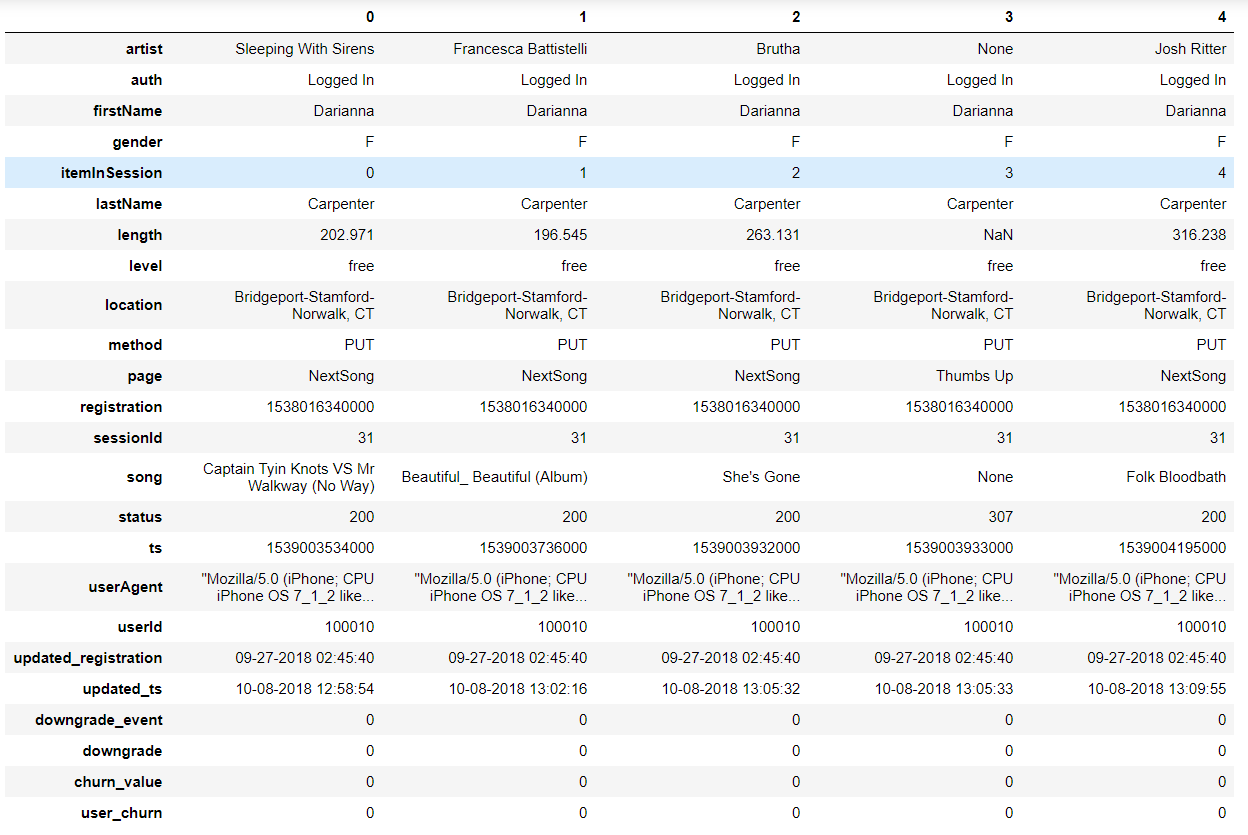 0 1 2 3 4
artist Sleeping With Sirens Francesca Battistelli Brutha None Josh Ritter
auth Logged In Logged In Logged In Logged In Logged In
firstName Darianna Darianna Darianna Darianna Darianna
gender F F F F F
itemInSession 0 1 2 3 4
lastName Carpenter Carpenter Carpenter Carpenter Carpenter
length 202.971 196.545 263.131 NaN 316.238
level free free free free free
location Bridgeport-Stamford- Bridgeport-Stamford- Bridgeport-Stamford- Bridgeport-Stamford- Bridgeport-Stamford-
Norwalk, CT Norwalk, CT Norwalk, CT Norwalk, CT Norwalk, CT
method PUT PUT PUT PUT PUT
page NextSong NextSong NextSong Thumbs Up NextSong
registration 1538016340000 1538016340000 1538016340000 1538016340000 1538016340000
sessionId 31 31 31 31 31
song Captain Tyin Knots VS Mr Beautiful_ Beautiful (Album) She's Gone None Folk Bloodbath
Walkway (No Way)
status 200 200 200 307 200
ts 1539003534000 1539003736000 1539003932000 1539003933000 1539004195000
userAgent "Mozilla/5.0 (iPhone; CPU "Mozilla/5.0 (iPhone; CPU "Mozilla/5.0 (iPhone; CPU "Mozilla/5.0 (iPhone; CPU "Mozilla/5.0 (iPhone; CPU
iPhone OS 7_1_2 like... iPhone OS 7_1_2 like... iPhone OS 7_1_2 like... iPhone OS 7_1_2 like... iPhone OS 7_1_2 like...
userId 100010 100010 100010 100010 100010
updated_registration 09-27-2018 02:45:40 09-27-2018 02:45:40 09-27-2018 02:45:40 09-27-2018 02:45:40 09-27-2018 02:45:40
updated_ts 10-08-2018 12:58:54 10-08-2018 13:02:16 10-08-2018 13:05:32 10-08-2018 13:05:33 10-08-2018 13:09:55
downgrade_event 0 0 0 0 0
downgrade 0 0 0 0 0
churn_value 0 0 0 0 0
user_churn 0 0 0 0 0